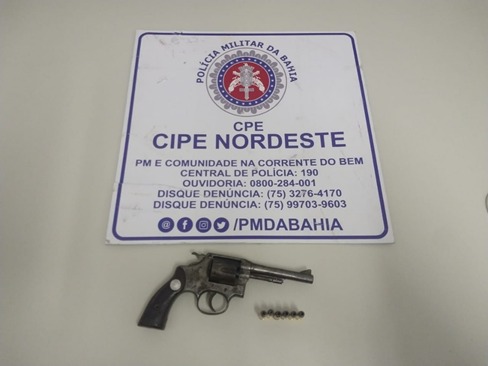 POLÍCIA MILITAR DA BAHIA
CPE
CIPE NORDESTE
PM E COMUNIDADE NA CORRENTE DO BEM
CENTRAL DE POLÍCIA: 190
OUVIDORIA: 0800-284-001
DISQUE DENÚNCIA: (75) 3276-4170
DISQUE DENÚNCIA: (75) 99703-9603
@ /PMDABAHIA